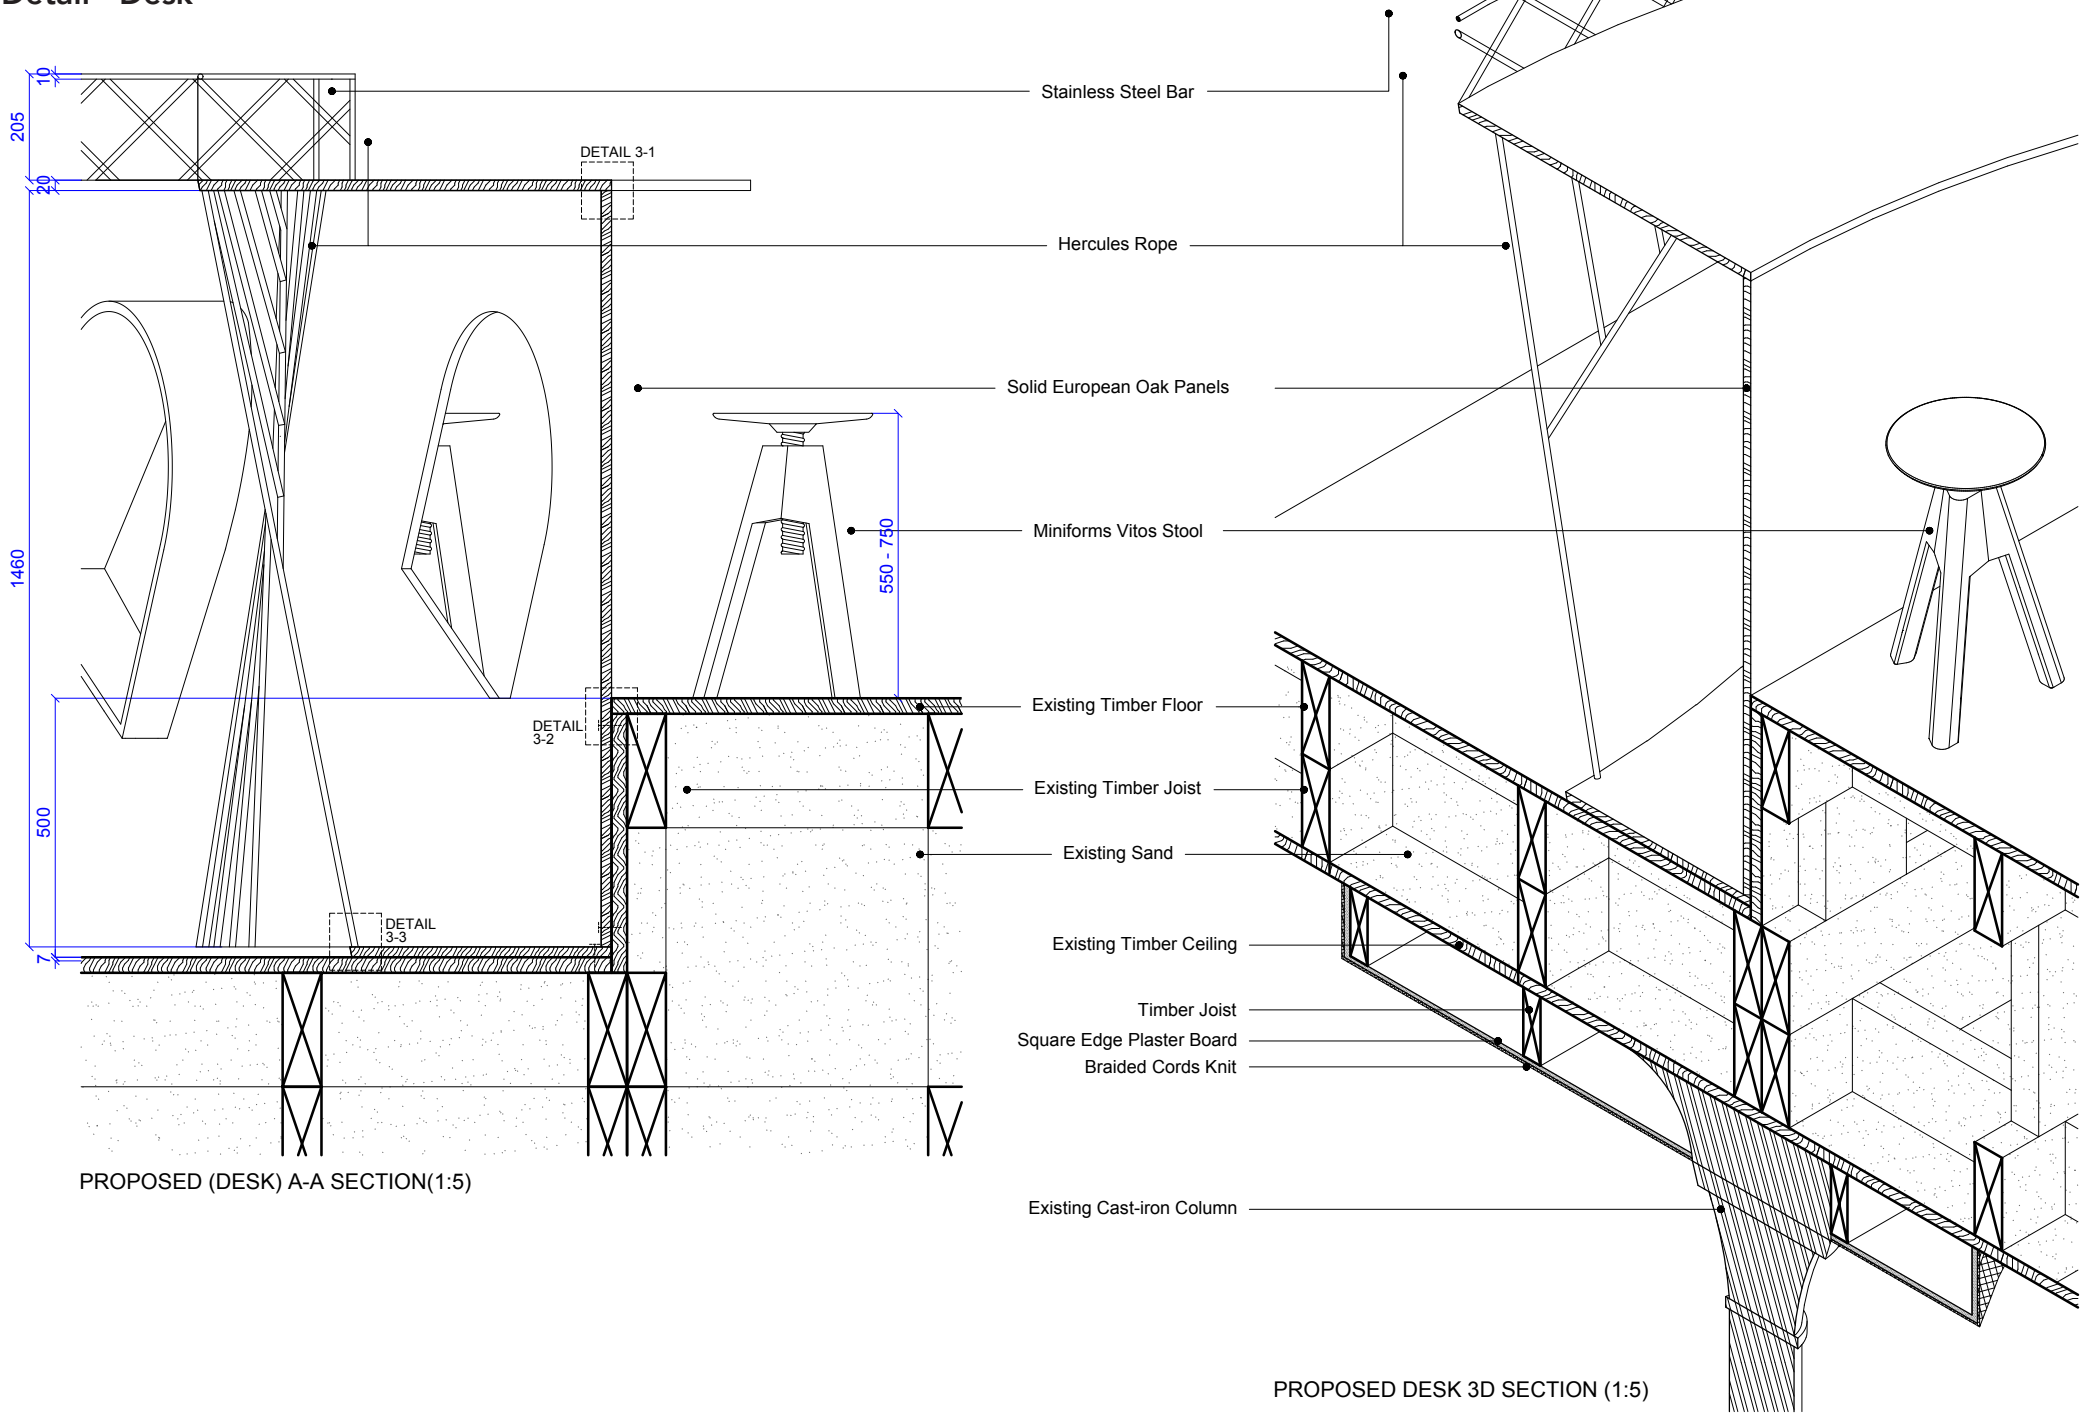 Detail - Desk
10
205
20
1460
500
7
DETAIL 3-1
DETAIL
3-2
DETAIL
3-3
550 - 750
Stainless Steel Bar
Hercules Rope
Solid European Oak Panels
Miniforms Vitos Stool
Existing Timber Floor
Existing Timber Joist
Existing Sand
Existing Timber Ceiling
Timber Joist
Square Edge Plaster Board
Braided Cords Knit
Existing Cast-iron Column
PROPOSED (DESK) A-A SECTION(1:5)
PROPOSED DESK 3D SECTION (1:5)